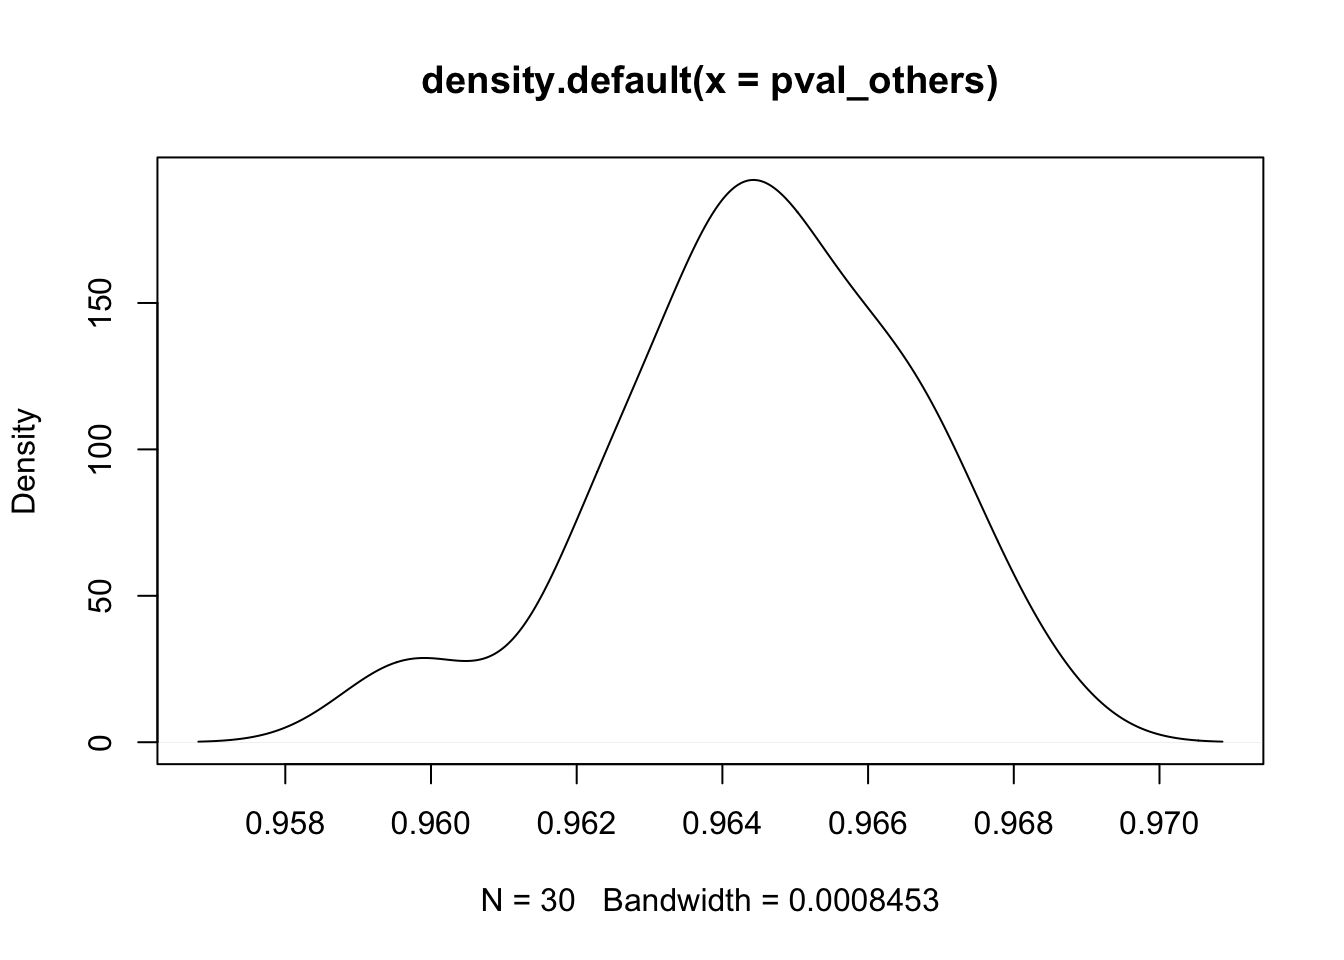 density.default(x = pval_others)
Density
150
100
50
0
0.958 0.960 0.962 0.964 0.966 0.968 0.970
N = 30 Bandwidth = 0.0008453